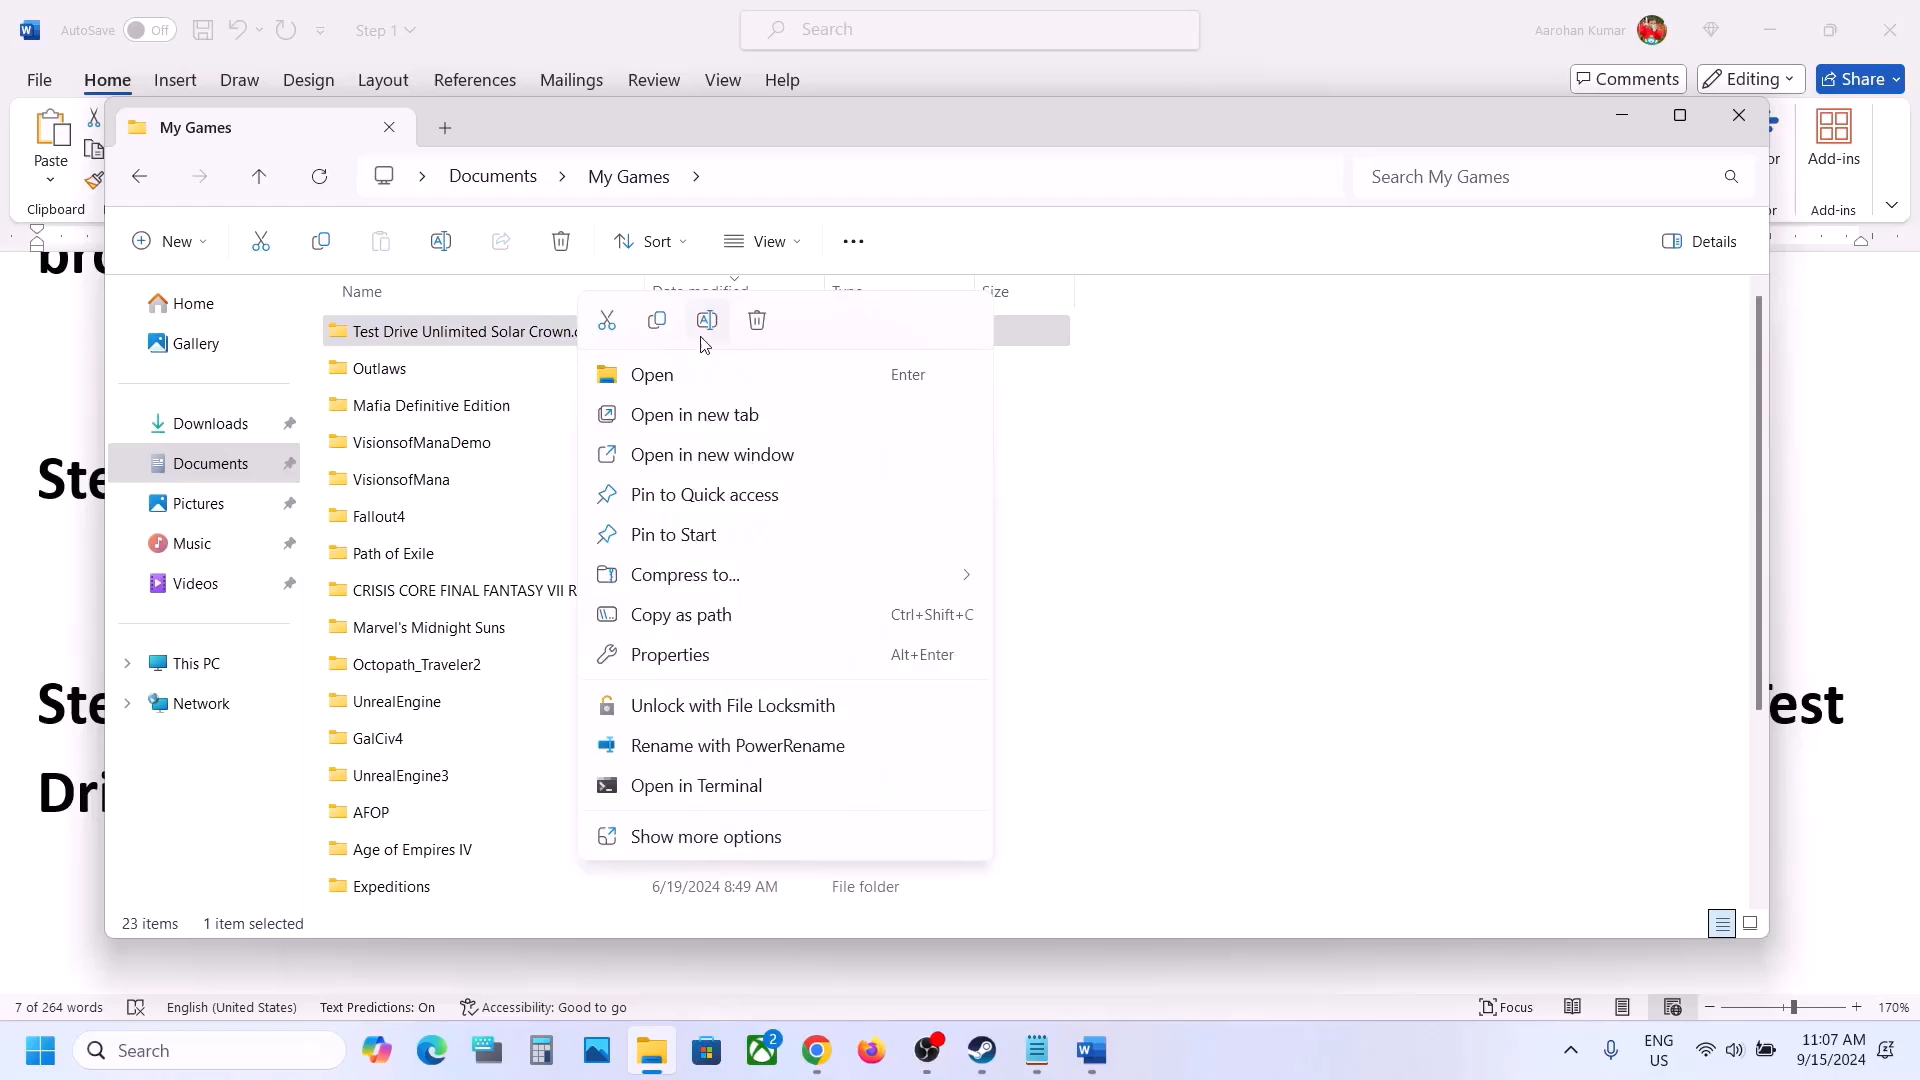 AutoSave Off Step 1 Search Aarohan Kumar
File Home Insert Draw Design Layout References Mailings Review View Help Comments Editing Share
My Games
Paste Add-ins
Documents My Games Search My Games
Clipboard Add-ins
New Sort View Details
Name Size
Home
Gallery
Downloads
Documents
Pictures
Music
Videos
This PC
Network
Test Drive Unlimited Solar Crown.
Outlaws
Mafia Definitive Edition
VisionsofManaDemo
VisionsofMana
Fallout4
Path of Exile
CRISIS CORE FINAL FANTASY VII R
Marvel's Midnight Suns
Octopath_Traveler2
UnrealEngine
GalCiv4
UnrealEngine3
AFOP
Age of Empires IV
Expeditions 6/19/2024 8:49 AM File folder
Open Enter
Open in new tab
Open in new window
Pin to Quick access
Pin to Start
Compress to...
Copy as path Ctrl+Shift+C
Properties Alt+Enter
Unlock with File Locksmith
Rename with PowerRename
Open in Terminal
Show more options
23 items 1 item selected
7 of 264 words English (United States) Text Predictions: On Accessibility: Good to go Focus 170%
Search 2 ENG 11:07 AM
US 9/15/2024